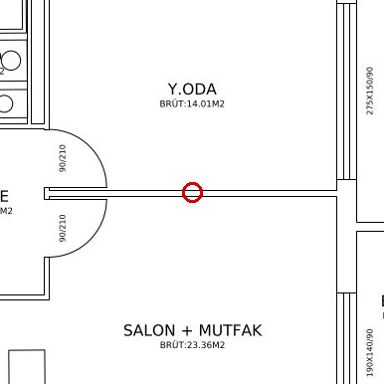 Y.ODA
BRÜT:14.01M2
275X150/90
90/210
E
M2
90/210
SALON + MUTFAK
BRÜT:23.36M2
190X140/90